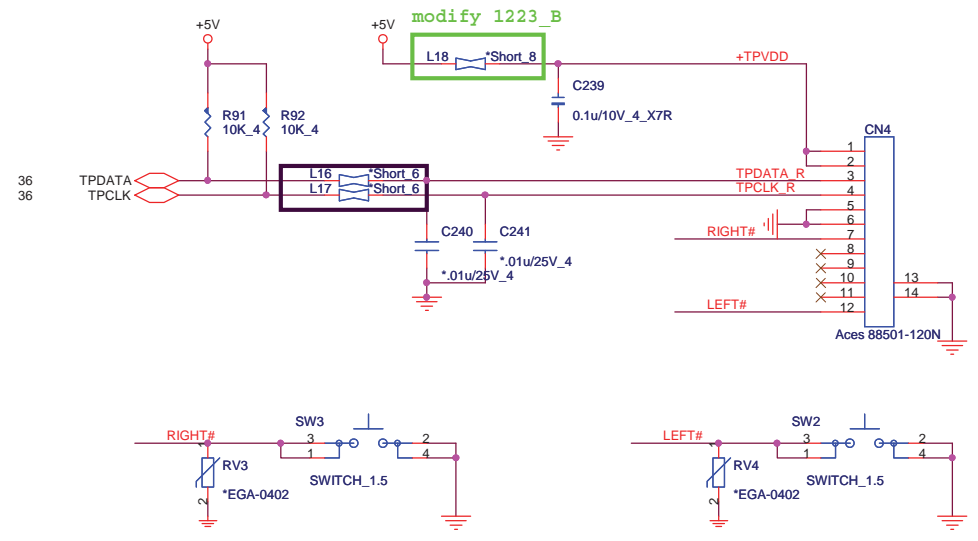 modify 1223_B
+5V
+5V
L18
*Short_8
+TPVDD
C239
0.1u/10V_4_X7R
R91
10K_4
R92
10K_4
CN4
1
2
3
4
5
6
7
8
9
10
11
12
13
14
Aces 88501-120N
36
TPDATA
36
TPCLK
L16
*Short_6
L17
*Short_6
TPDATA_R
TPCLK_R
C240
*.01u/25V_4
C241
*.01u/25V_4
RIGHT#
LEFT#
RIGHT#
1
RV3
2
*EGA-0402
SW3
3
1
2
4
SWITCH_1.5
LEFT#
1
RV4
2
*EGA-0402
SW2
3
1
2
4
SWITCH_1.5